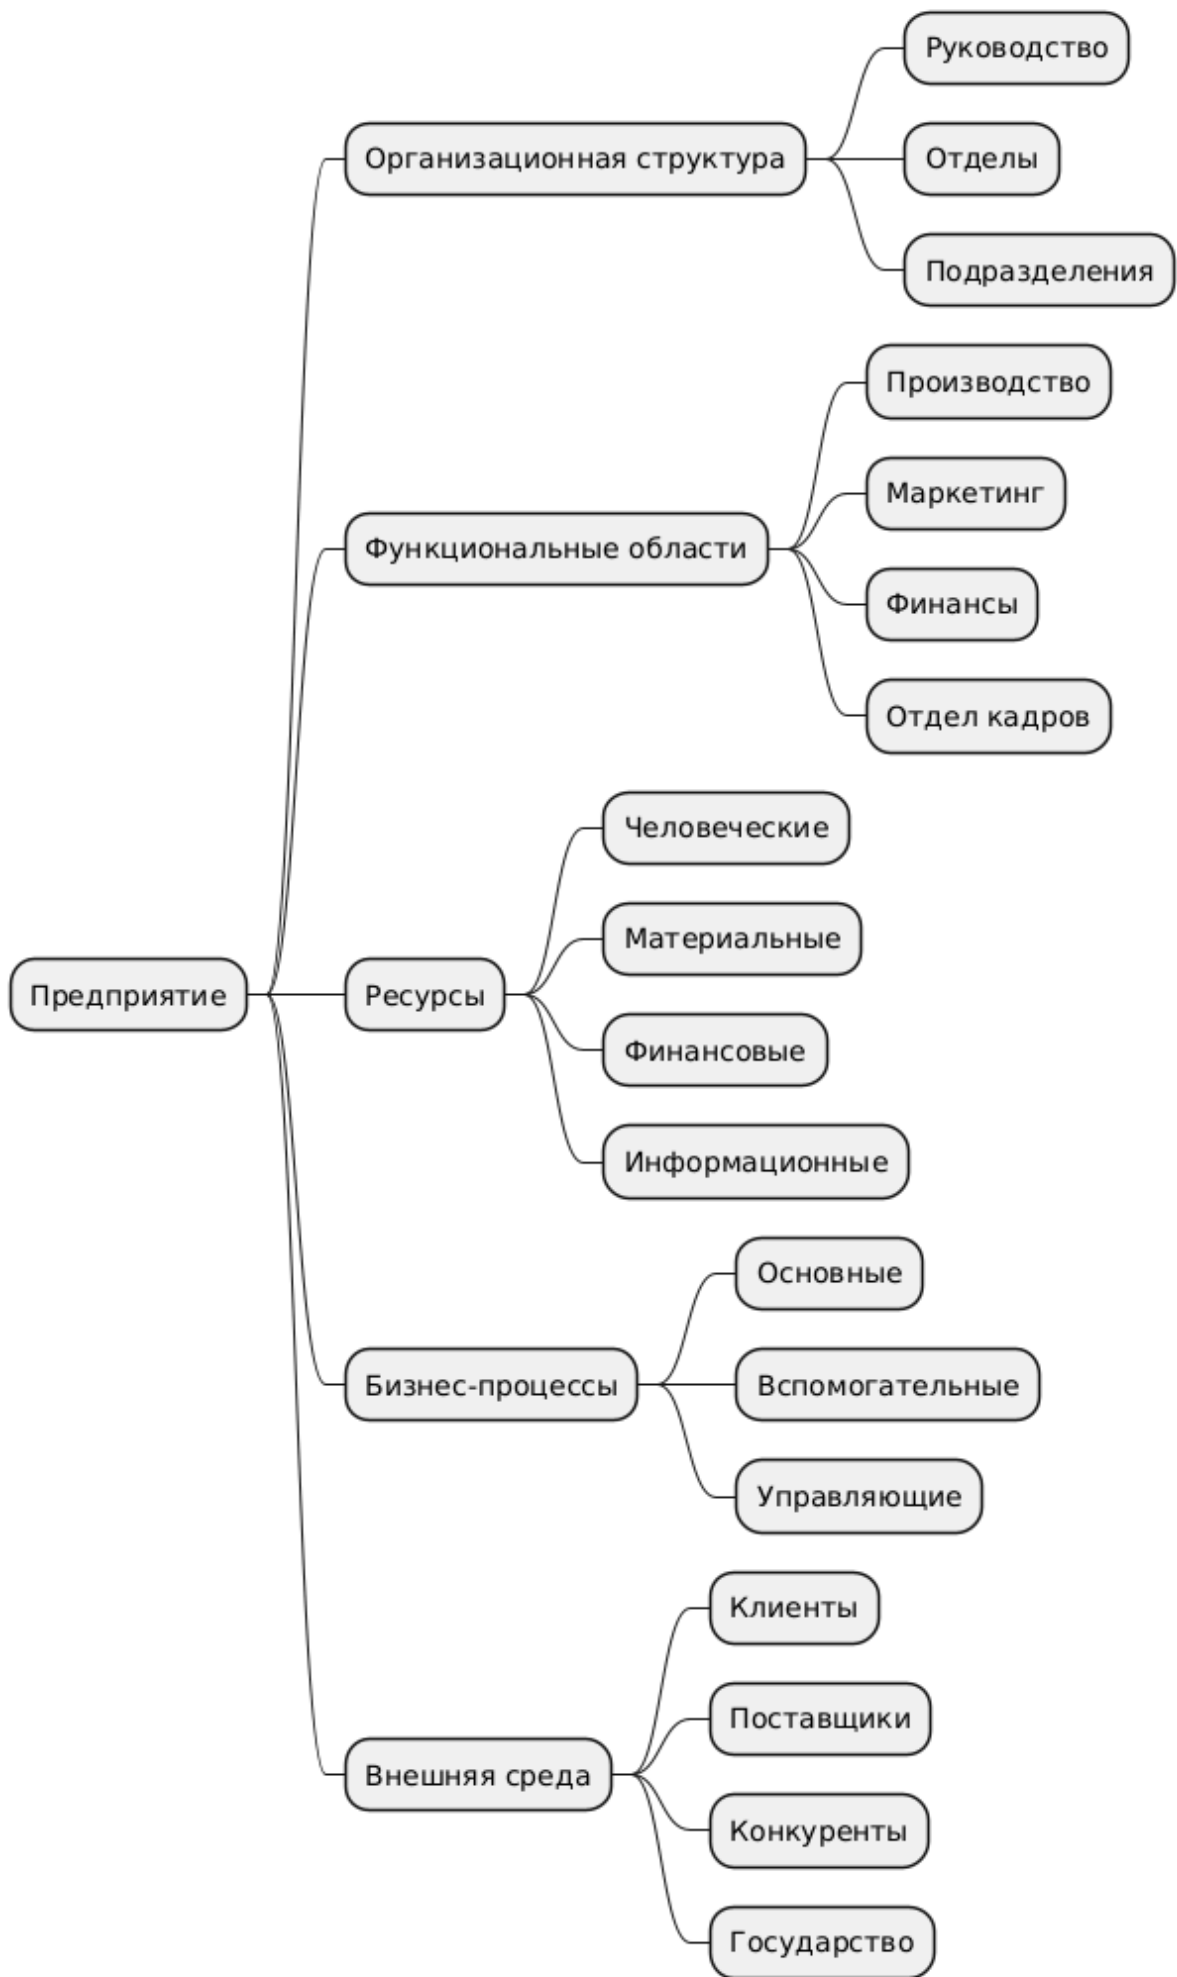 Предприятие
Организационная структура
Руководство
Отделы
Подразделения
Функциональные области
Производство
Маркетинг
Финансы
Отдел кадров
Ресурсы
Человеческие
Материальные
Финансовые
Информационные
Бизнес-процессы
Основные
Вспомогательные
Управляющие
Внешняя среда
Клиенты
Поставщики
Конкуренты
Государство